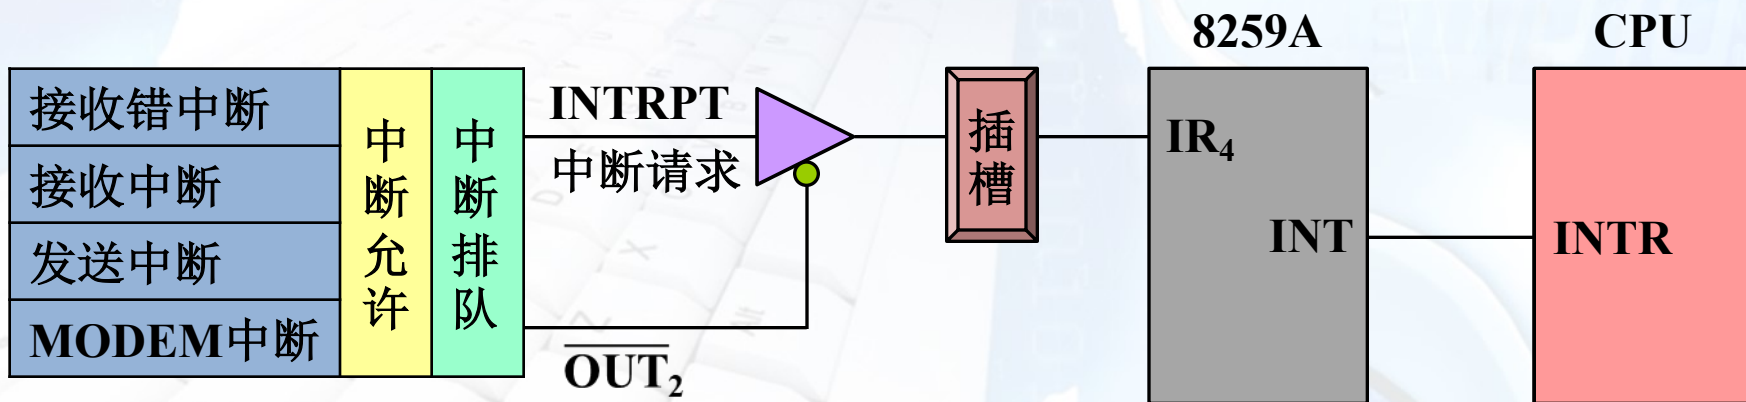 8259A
CPU
接收错中断
接收中断
发送中断
MODEM中断
中断允许
中断排队
INTRPT
中断请求
OUT₂
插槽
IR₄
INT
INTR